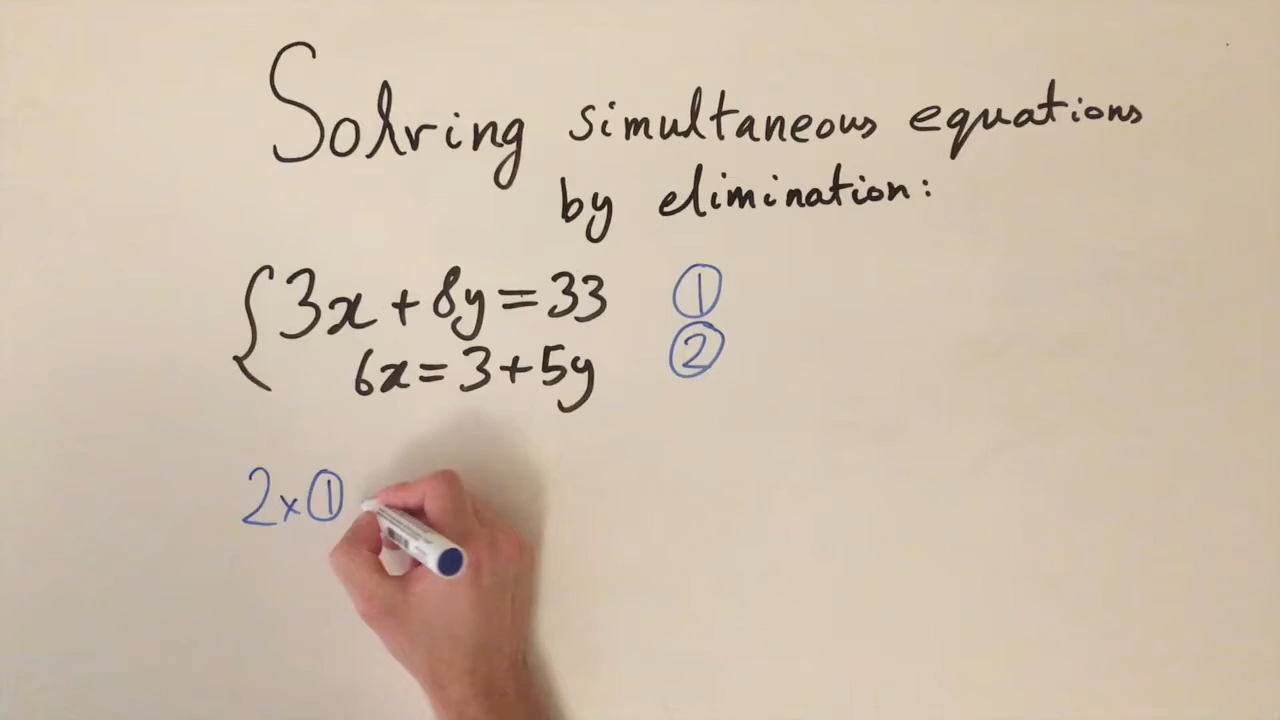 Solving simultaneous equations
by elimination:
3x + 8y = 33 ①
6x = 3 + 5y ②
2 × ①